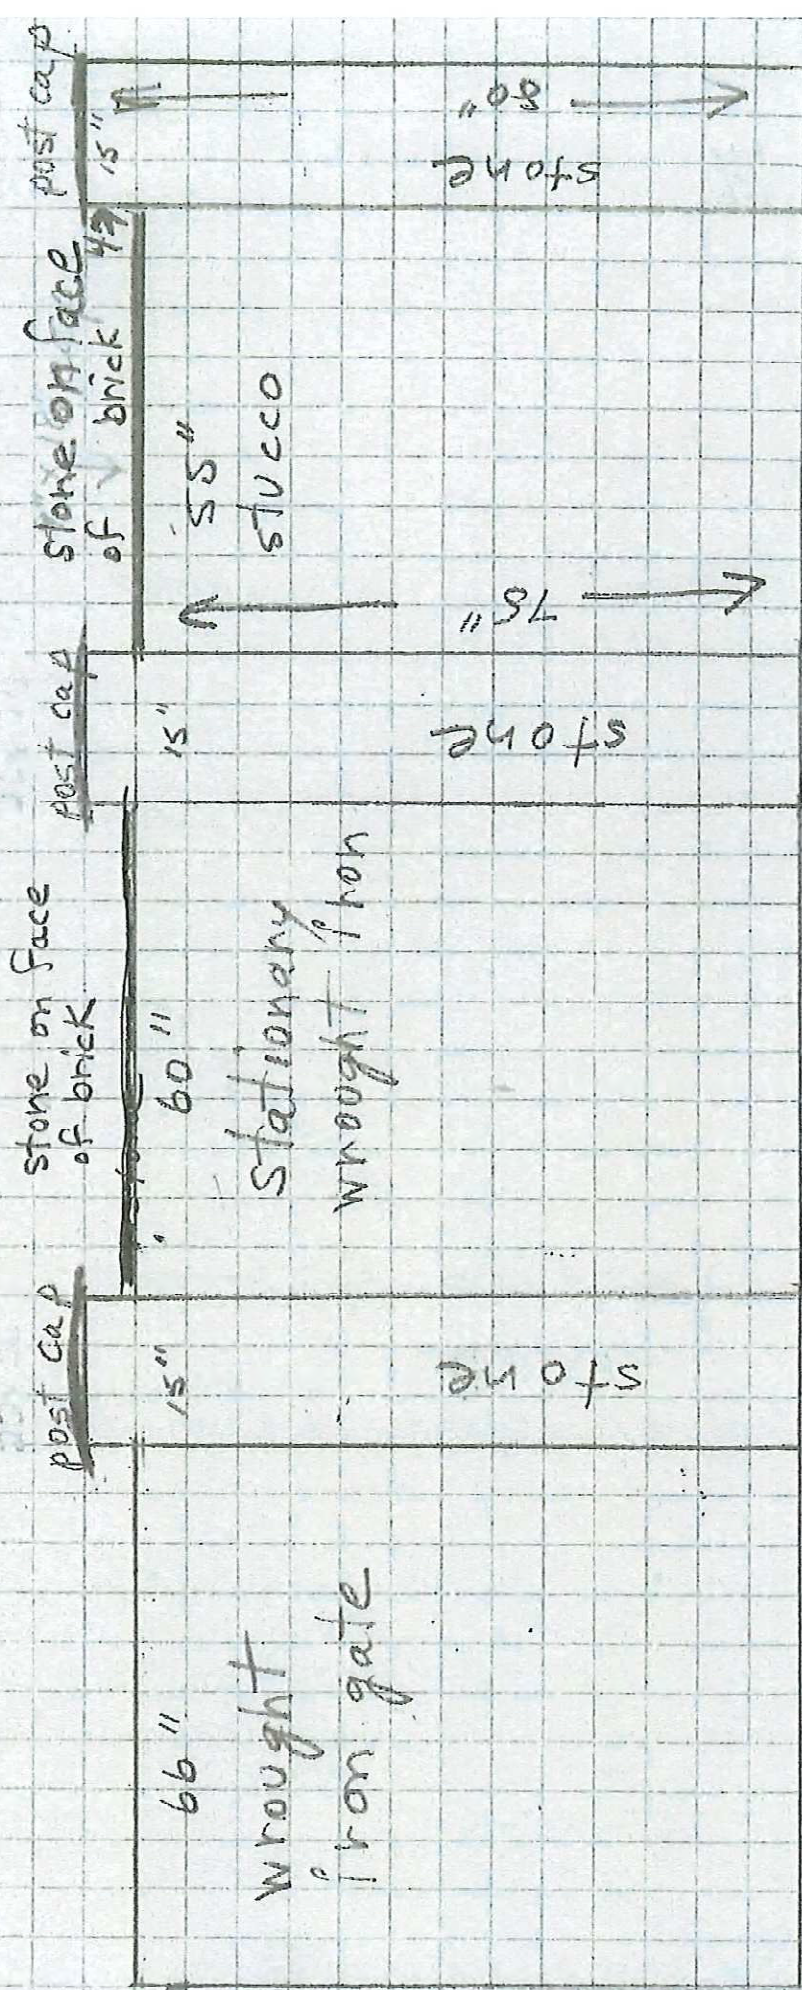 66"
wrought
iron gate
post cap
15"
stone
stone on face
of brick
60"
stationary
wrought iron
post cap
15"
stone
stone on face
of brick
55"
stucco
75"
post cap
15"
80"
stone